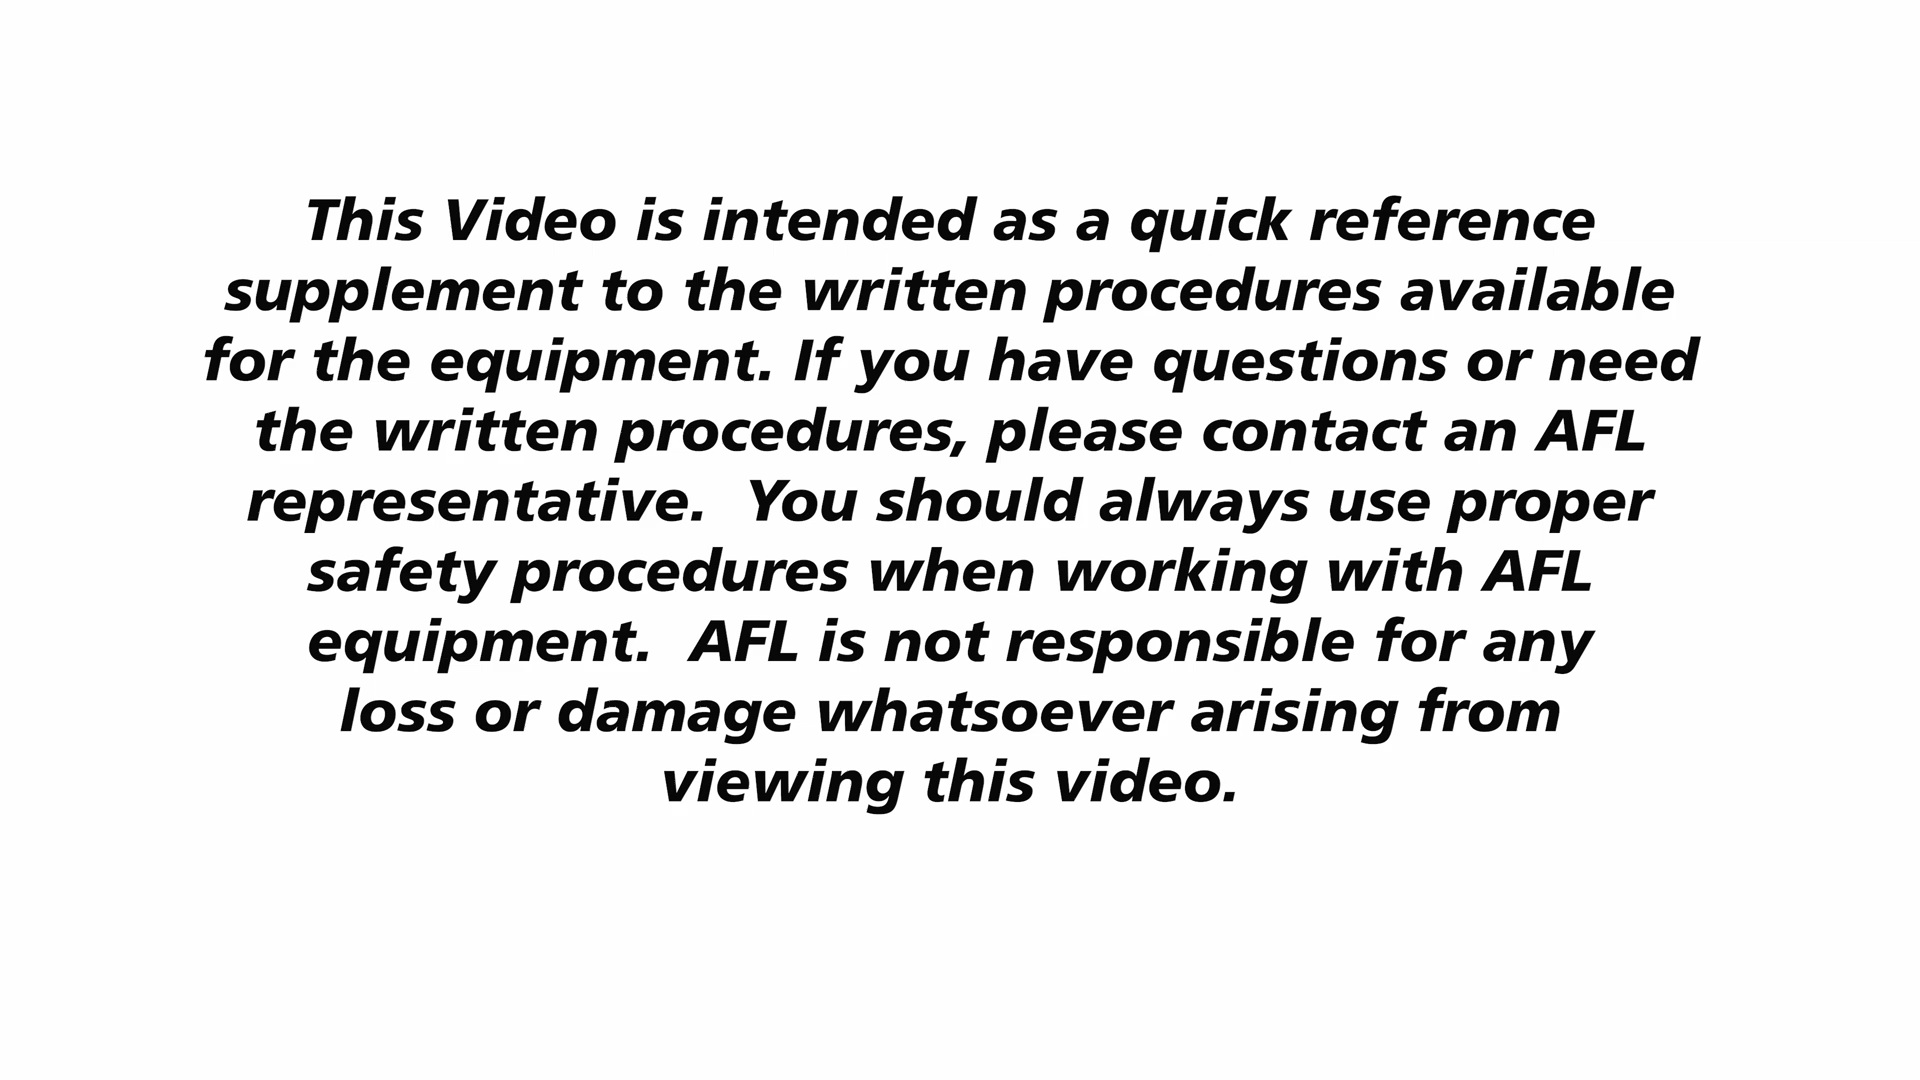 This Video is intended as a quick reference
supplement to the written procedures available
for the equipment. If you have questions or need
the written procedures, please contact an AFL
representative.  You should always use proper
safety procedures when working with AFL
equipment.  AFL is not responsible for any
loss or damage whatsoever arising from
viewing this video.